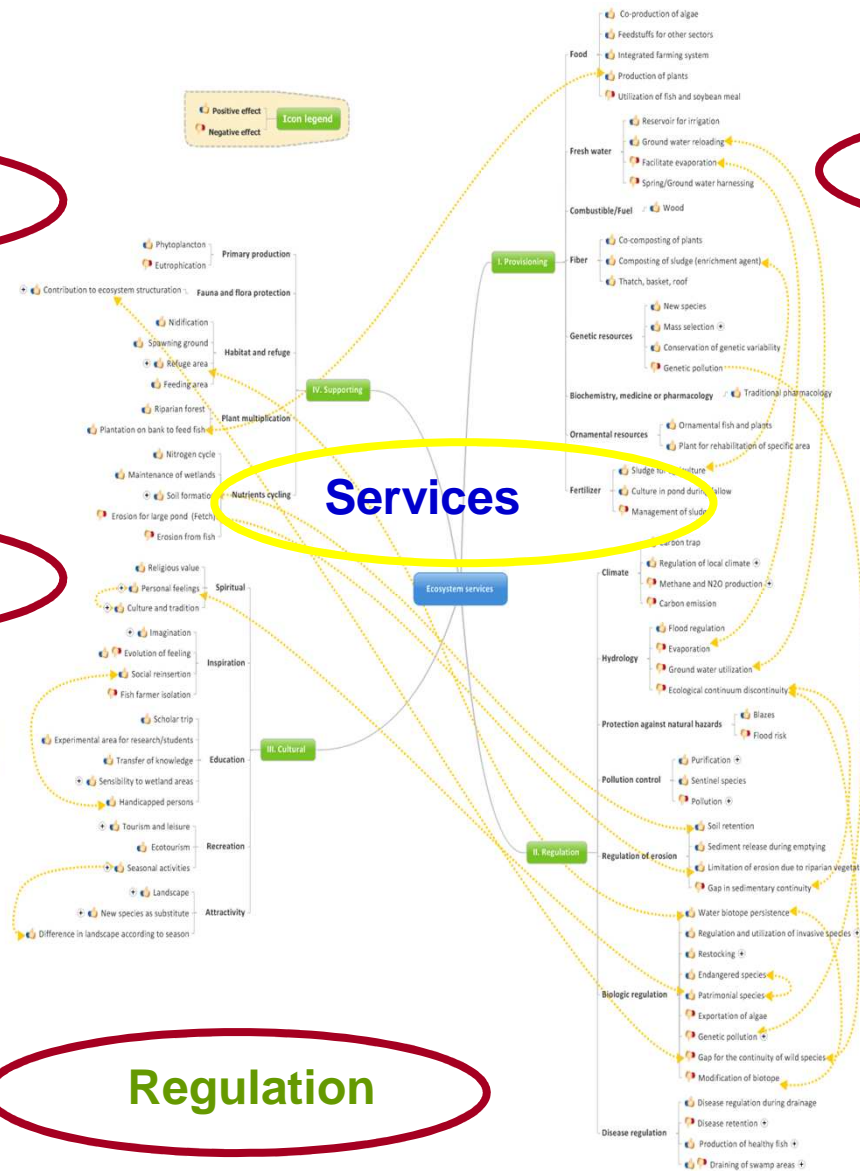 Positive effect
Negative effect
Icon legend
I. Provisioning
Food
Co-production of algae
Feedstuffs for other sectors
Integrated farming system
Production of plants
Utilization of fish and soybean meal
Fresh water
Reservoir for irrigation
Ground water reloading
Facilitate evaporation
Spring/Ground water harnessing
Combustible/Fuel
Wood
Fiber
Co-composting of plants
Composting of sludge (enrichment agent)
Thatch, basket, roof
Genetic resources
New species
Mass selection
Conservation of genetic variability
Genetic pollution
Biochemistry, medicine or pharmacology
Traditional pharmacology
Ornamental resources
Ornamental fish and plants
Plant for rehabilitation of specific area
Fertilizer
Sludge for agriculture
Culture in pond during fallow
Management of sludge
IV. Supporting
Primary production
Phytoplancton
Eutrophication
Fauna and flora protection
Contribution to ecosystem structuration
Habitat and refuge
Nidification
Spawning ground
Refuge area
Feeding area
Plant multiplication
Riparian forest
Plantation on bank to feed fish
Nutrients cycling
Nitrogen cycle
Maintenance of wetlands
Soil formation
Erosion for large pond (Fetch)
Erosion from fish
Services
Ecosystem services
III. Cultural
Spiritual
Religious value
Personal feelings
Culture and tradition
Inspiration
Imagination
Evolution of feeling
Social reinsertion
Fish farmer isolation
Education
Scholar trip
Experimental area for research/students
Transfer of knowledge
Sensibility to wetland areas
Handicapped persons
Recreation
Tourism and leisure
Ecotourism
Seasonal activities
Attractivity
Landscape
New species as substitute
Difference in landscape according to season
II. Regulation
Climate
Carbon trap
Regulation of local climate
Methane and N2O production
Carbon emission
Hydrology
Flood regulation
Evaporation
Ground water utilization
Ecological continuum discontinuity
Protection against natural hazards
Blazes
Flood risk
Pollution control
Purification
Sentinel species
Pollution
Regulation of erosion
Soil retention
Sediment release during emptying
Limitation of erosion due to riparian vegetat
Gap in sedimentary continuity
Biologic regulation
Water biotope persistence
Regulation and utilization of invasive species
Restocking
Endangered species
Patrimonial species
Exportation of algae
Genetic pollution
Gap for the continuity of wild species
Modification of biotope
Disease regulation
Disease regulation during drainage
Disease retention
Production of healthy fish
Draining of swamp areas
Regulation